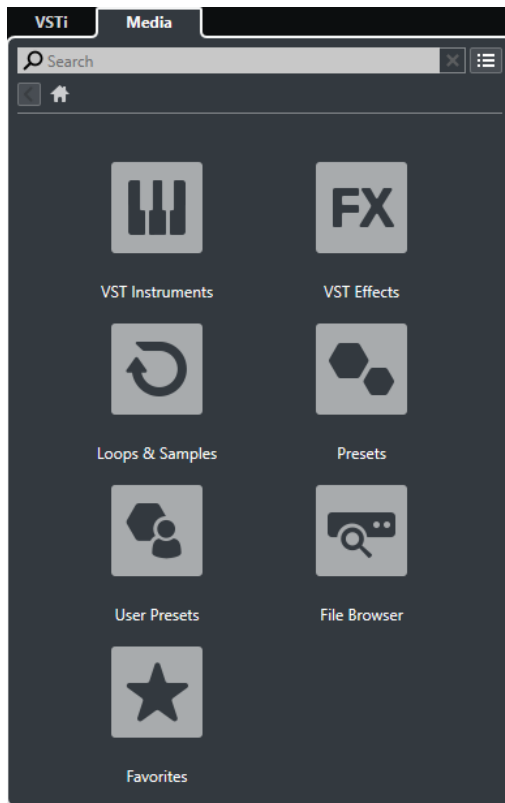 VSTi Media
Search
VST Instruments FX VST Effects
Loops & Samples Presets
User Presets File Browser
Favorites